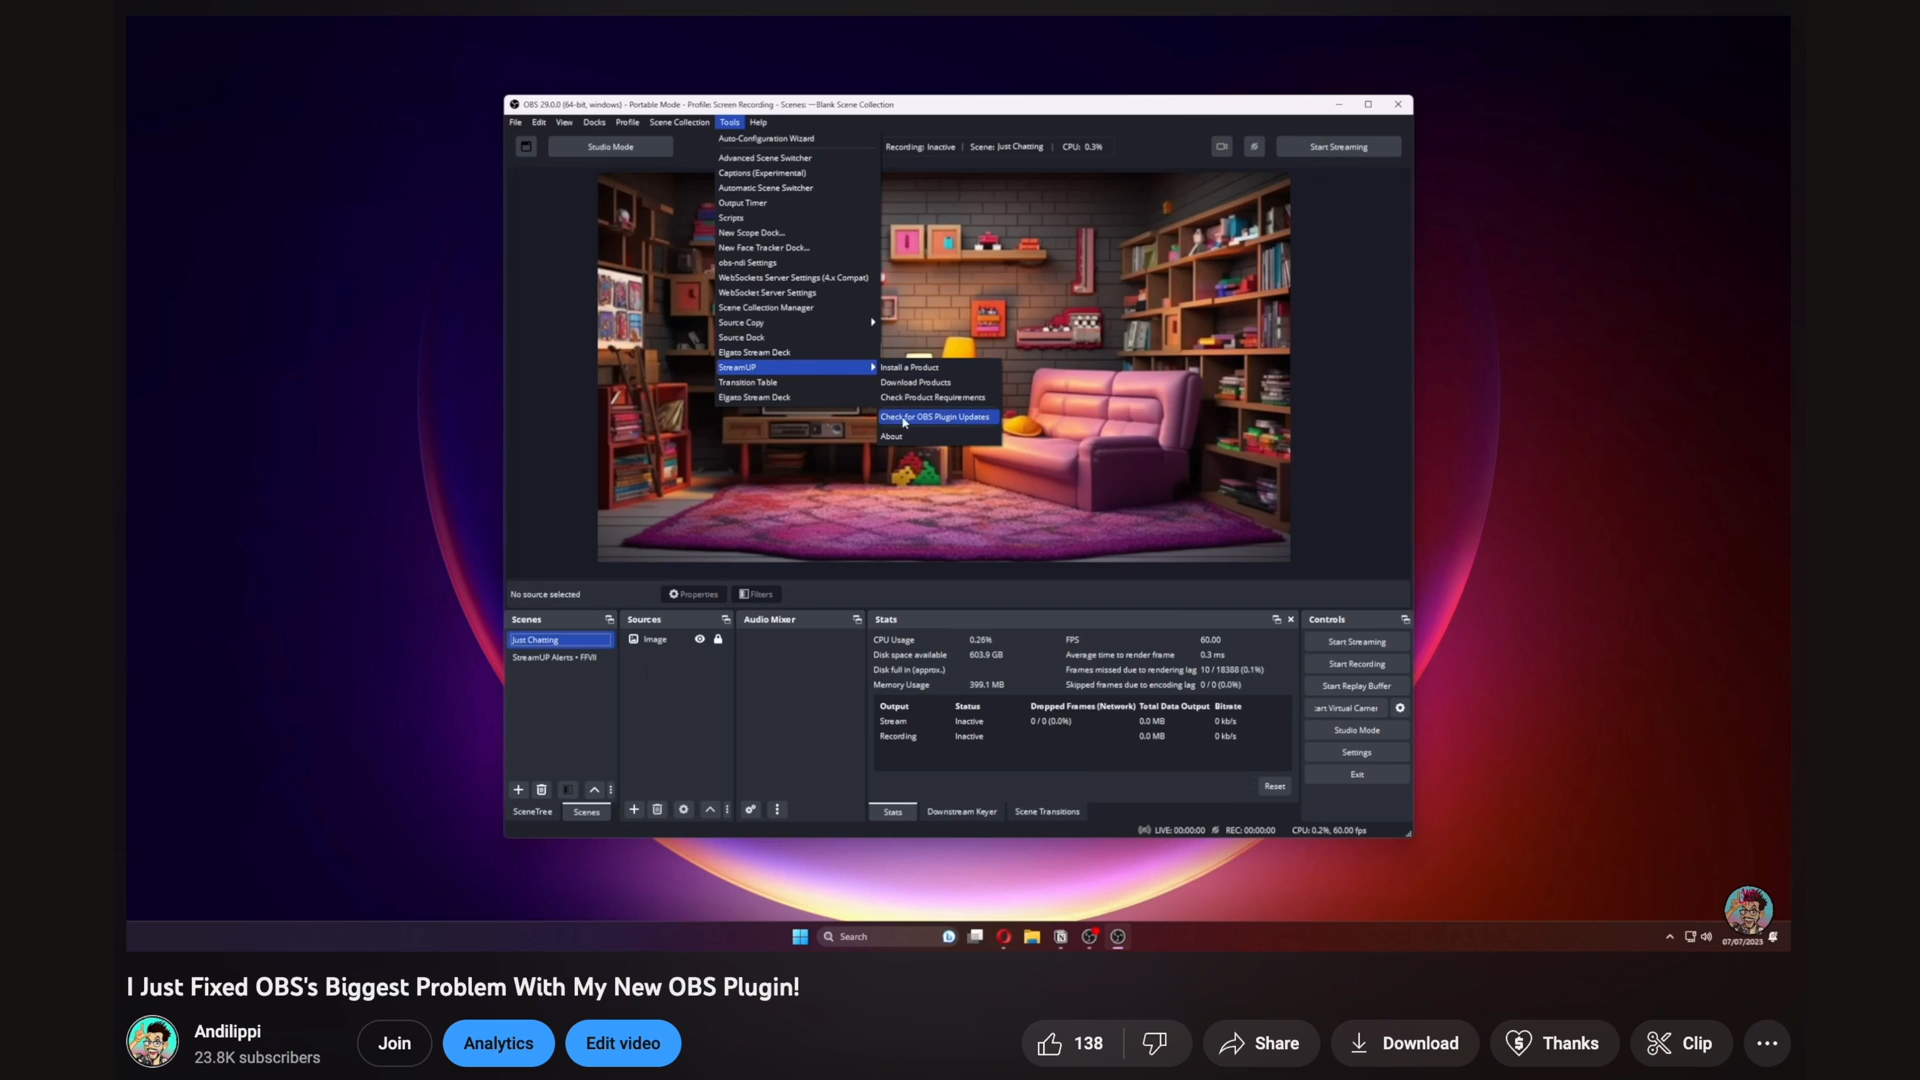 OBS 29.0.0 (64-bit, windows) - Portable Mode - Profile: Screen Recording - Scenes: ~Blank Scene Collection
File Edit View Docks Profile Scene Collection Tools Help
Studio Mode
Recording: Inactive | Scene: Just Chatting | CPU: 0.3%
Start Streaming
Auto-Configuration Wizard
Advanced Scene Switcher
Captions (Experimental)
Automatic Scene Switcher
Output Timer
Scripts
New Scope Dock...
New Face Tracker Dock...
obs-ndi Settings
WebSockets Server Settings (4.x Compat)
WebSocket Server Settings
Scene Collection Manager
Source Copy
Source Dock
Elgato Stream Deck
StreamUP
Transition Table
Elgato Stream Deck
Install a Product
Download Products
Check Product Requirements
Check for OBS Plugin Updates
About
No source selected
Properties
Filters
Scenes
Just Chatting
StreamUP Alerts • FFVII
SceneTree
Scenes
Sources
Image
Audio Mixer
Stats
CPU Usage 0.26% FPS 60.00
Disk space available 603.9 GB Average time to render frame 0.3 ms
Disk full in (approx.) Frames missed due to rendering lag 10 / 18388 (0.1%)
Memory Usage 399.1 MB Skipped frames due to encoding lag 0 / 0 (0.0%)
Output Status Dropped Frames (Network) Total Data Output Bitrate
Stream Inactive 0 / 0 (0.0%) 0.0 MB 0 kb/s
Recording Inactive 0.0 MB 0 kb/s
Reset
Stats Downstream Keyer Scene Transitions
Controls
Start Streaming
Start Recording
Start Replay Buffer
art Virtual Camer
Studio Mode
Settings
Exit
LIVE: 00:00:00 REC: 00:00:00 CPU: 0.2%, 60.00 fps
Search
07/07/2023
I Just Fixed OBS's Biggest Problem With My New OBS Plugin!
Andilippi
23.8K subscribers
Join
Analytics
Edit video
138
Share
Download
Thanks
Clip